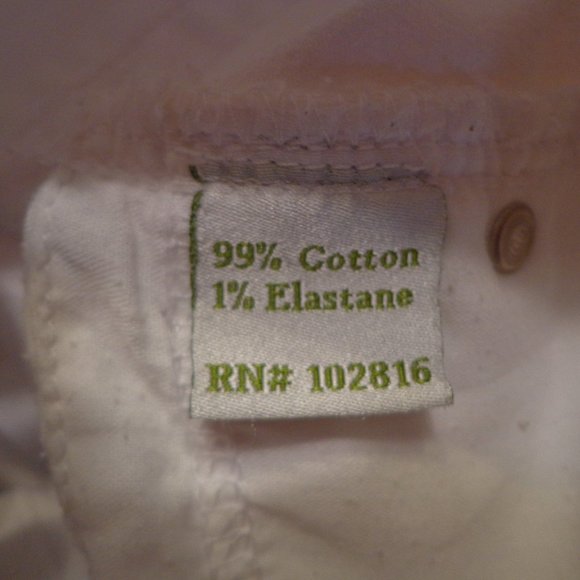 99% Cotton
1% Elastane
RN# 102816